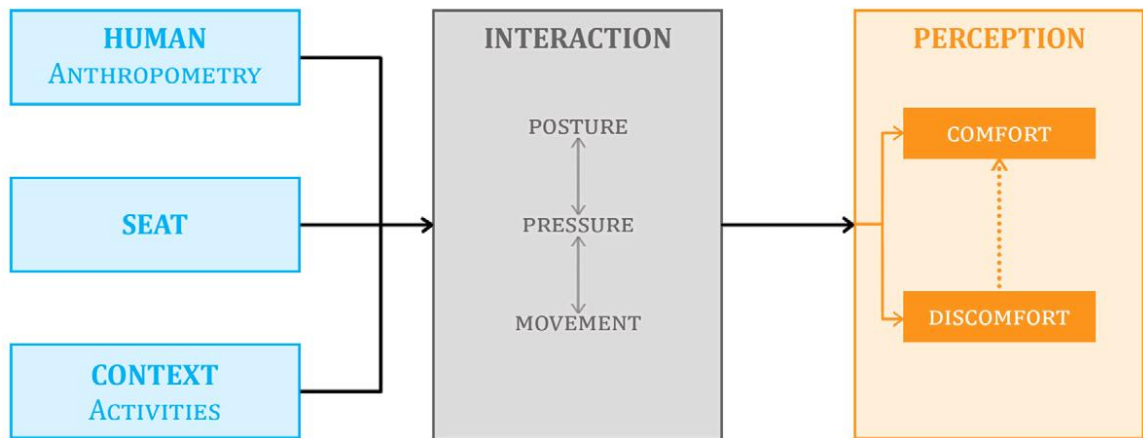 HUMAN
ANTHROPOMETRY
SEAT
CONTEXT
ACTIVITIES
INTERACTION
POSTURE
PRESSURE
MOVEMENT
PERCEPTION
COMFORT
DISCOMFORT